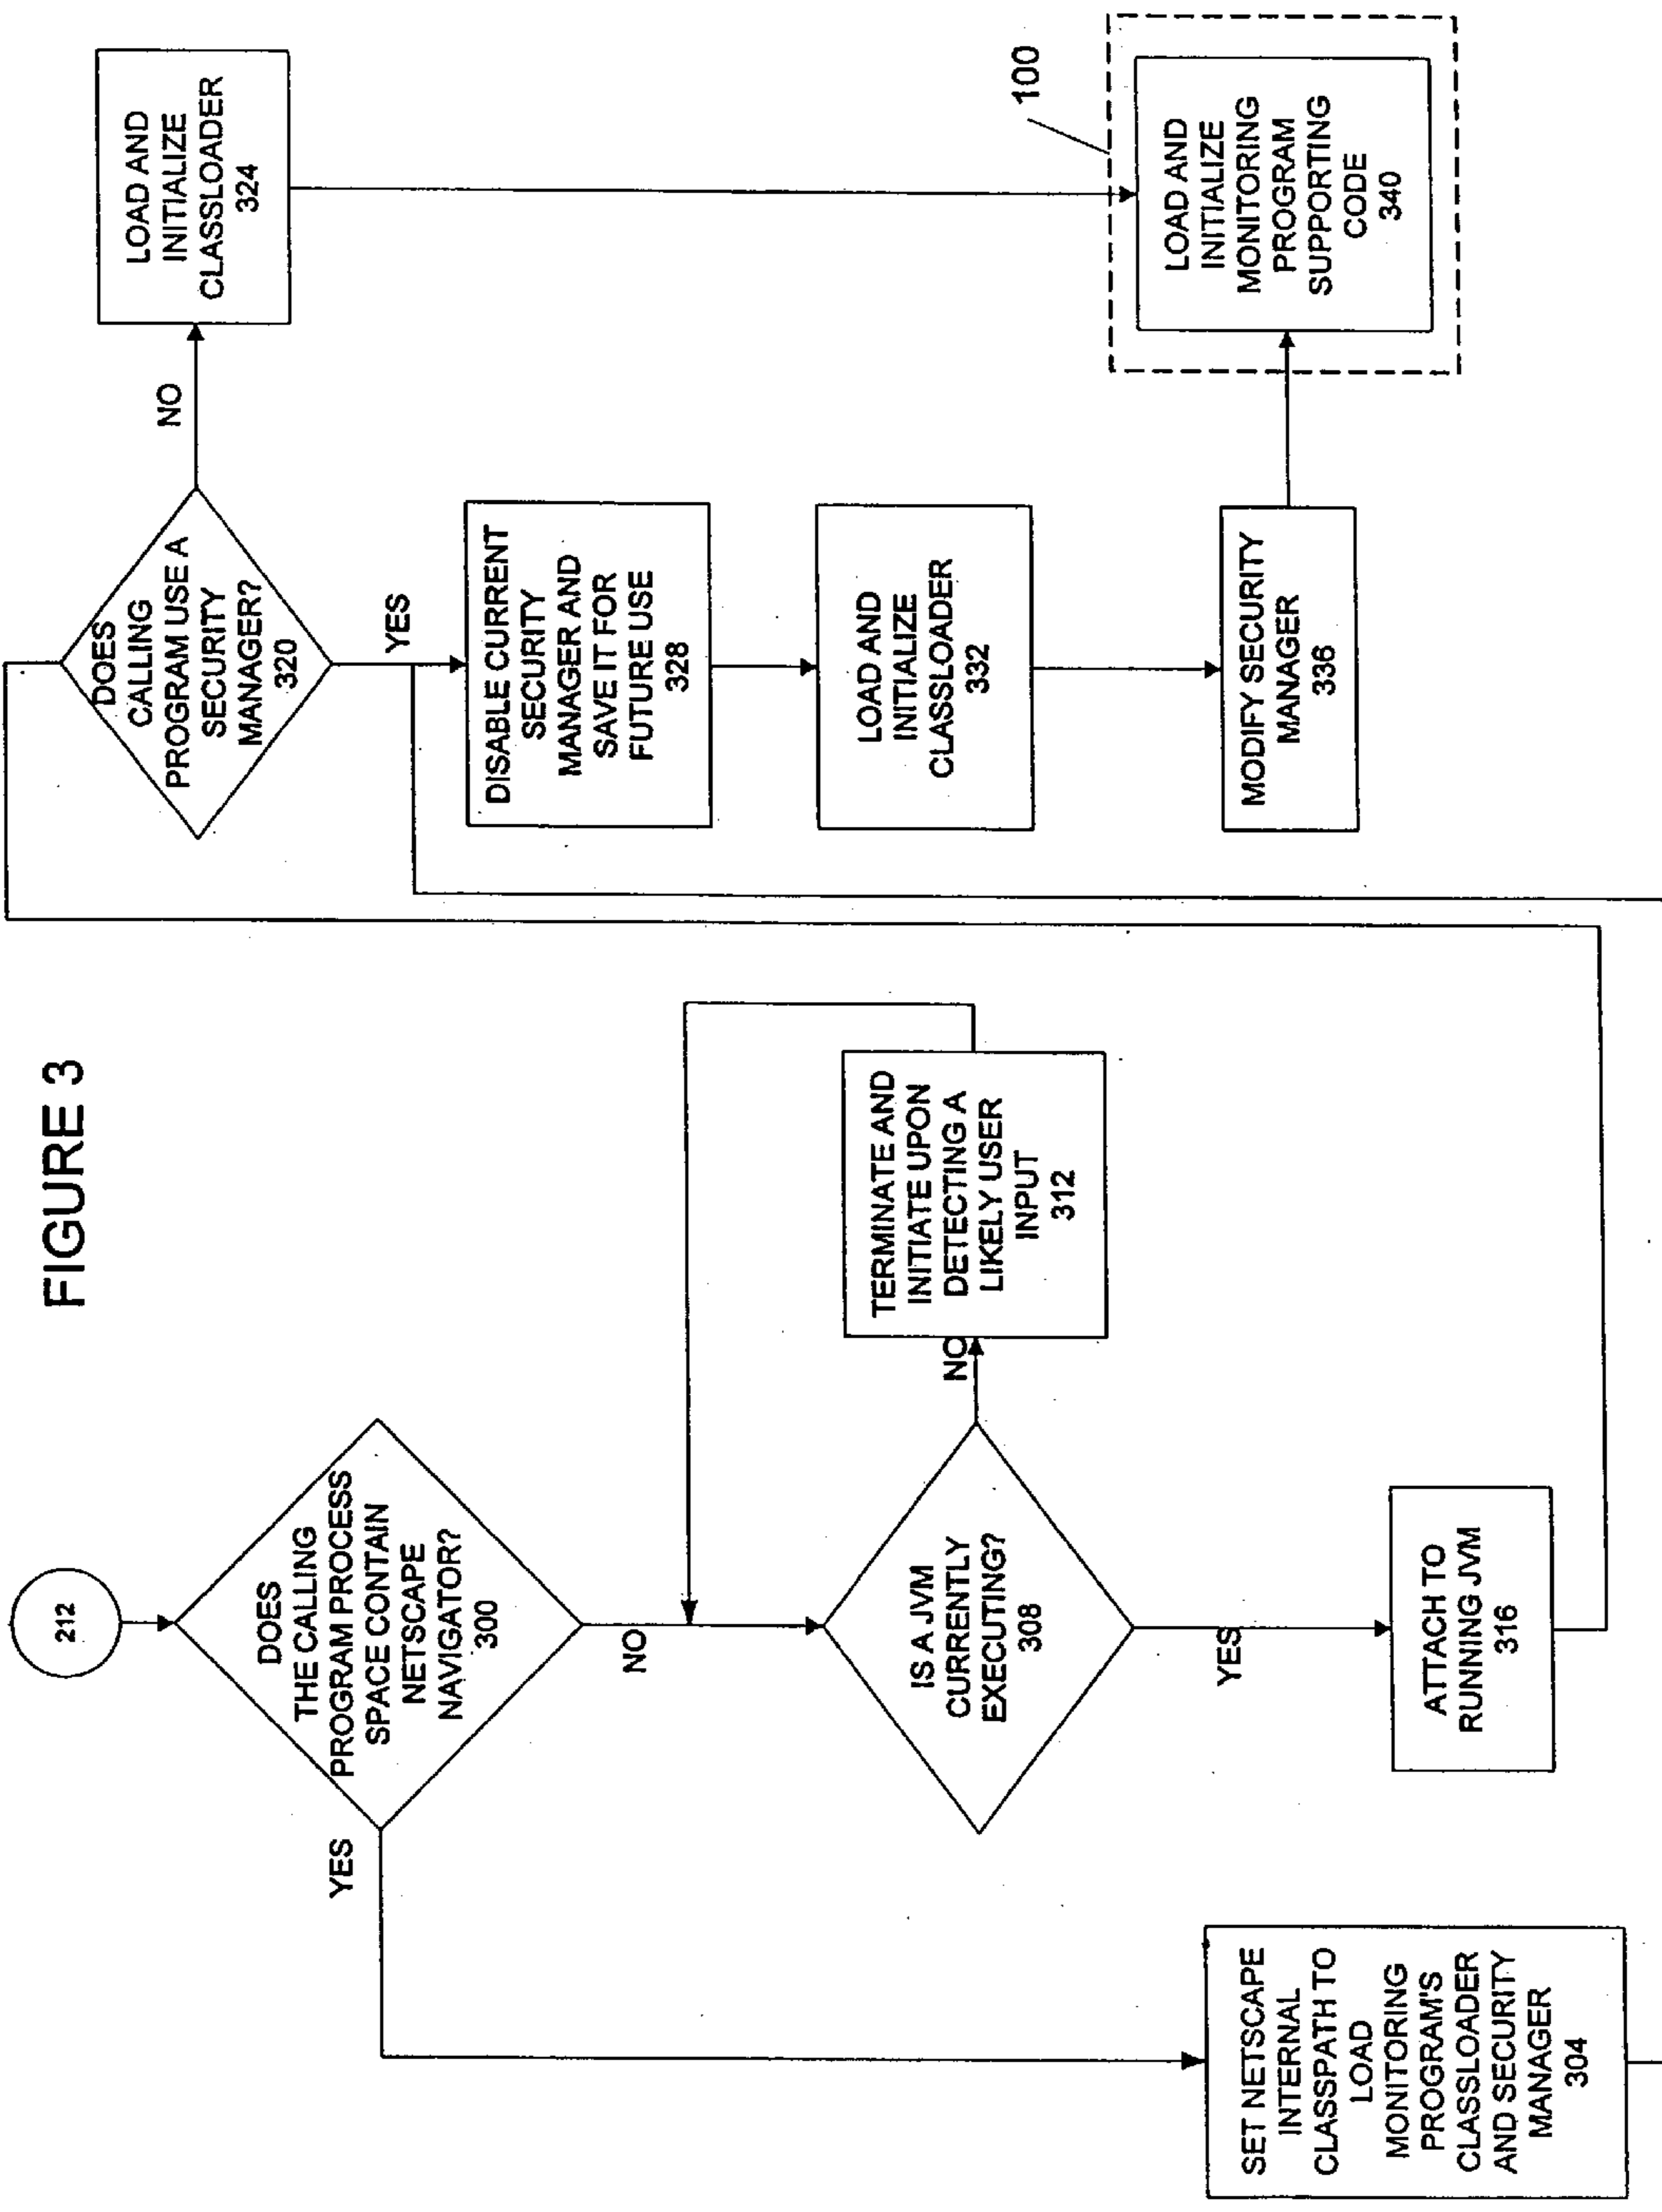 FIGURE 3
212
DOES
THE CALLING
PROGRAM PROCESS
SPACE CONTAIN
NETSCAPE
NAVIGATOR?
300
YES
NO
SET NETSCAPE
INTERNAL
CLASSPATH TO
LOAD
MONITORING
PROGRAM'S
CLASSLOADER
AND SECURITY
MANAGER
304
IS A JVM
CURRENTLY
EXECUTING?
308
NO
TERMINATE AND
INITIATE UPON
DETECTING A
LIKELY USER
INPUT
312
YES
ATTACH TO
RUNNING JVM
316
DOES
CALLING
PROGRAM USE A
SECURITY
MANAGER?
320
NO
LOAD AND
INITIALIZE
CLASSLOADER
324
YES
DISABLE CURRENT
SECURITY
MANAGER AND
SAVE IT FOR
FUTURE USE
328
LOAD AND
INITIALIZE
CLASSLOADER
332
MODIFY SECURITY
MANAGER
336
100
LOAD AND
INITIALIZE
MONITORING
PROGRAM
SUPPORTING
CODE
340